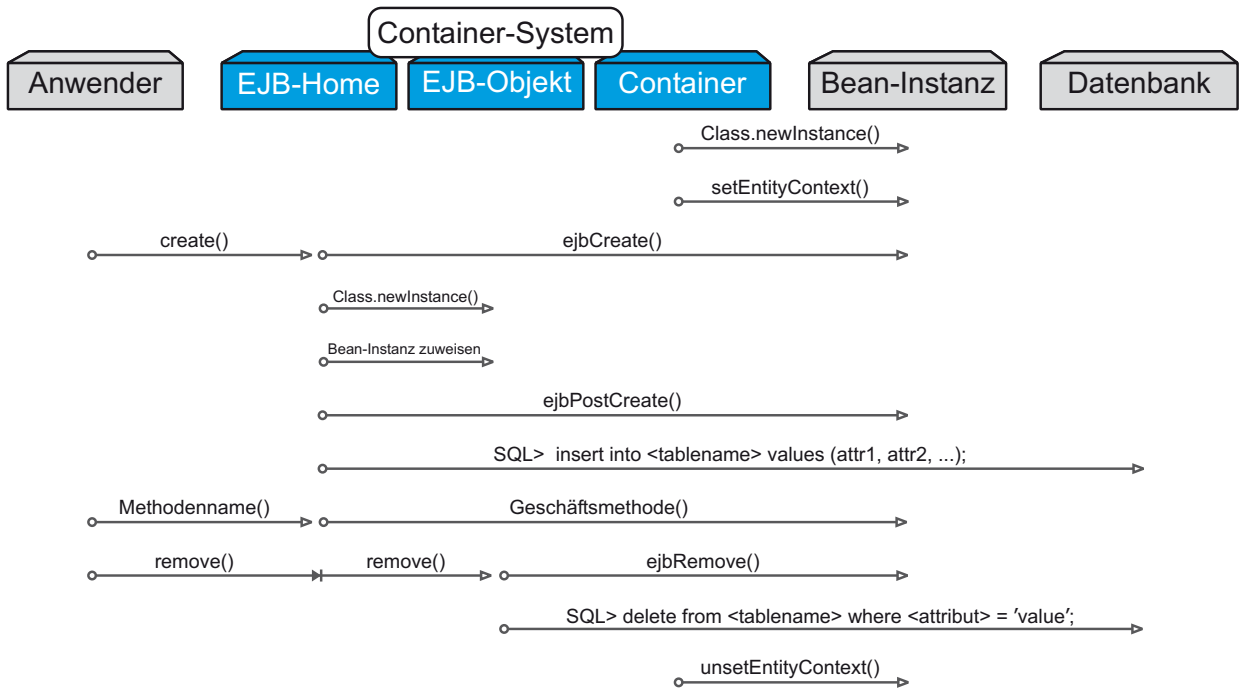 Container-System
Anwender
EJB-Home
EJB-Objekt
Container
Bean-Instanz
Datenbank
Class.newInstance()
setEntityContext()
create()
ejbCreate()
Class.newInstance()
Bean-Instanz zuweisen
ejbPostCreate()
SQL> insert into <tablename> values (attr1, attr2, ...);
Methodenname()
Geschäftsmethode()
remove()
remove()
ejbRemove()
SQL> delete from <tablename> where <attribut> = ′value′;
unsetEntityContext()